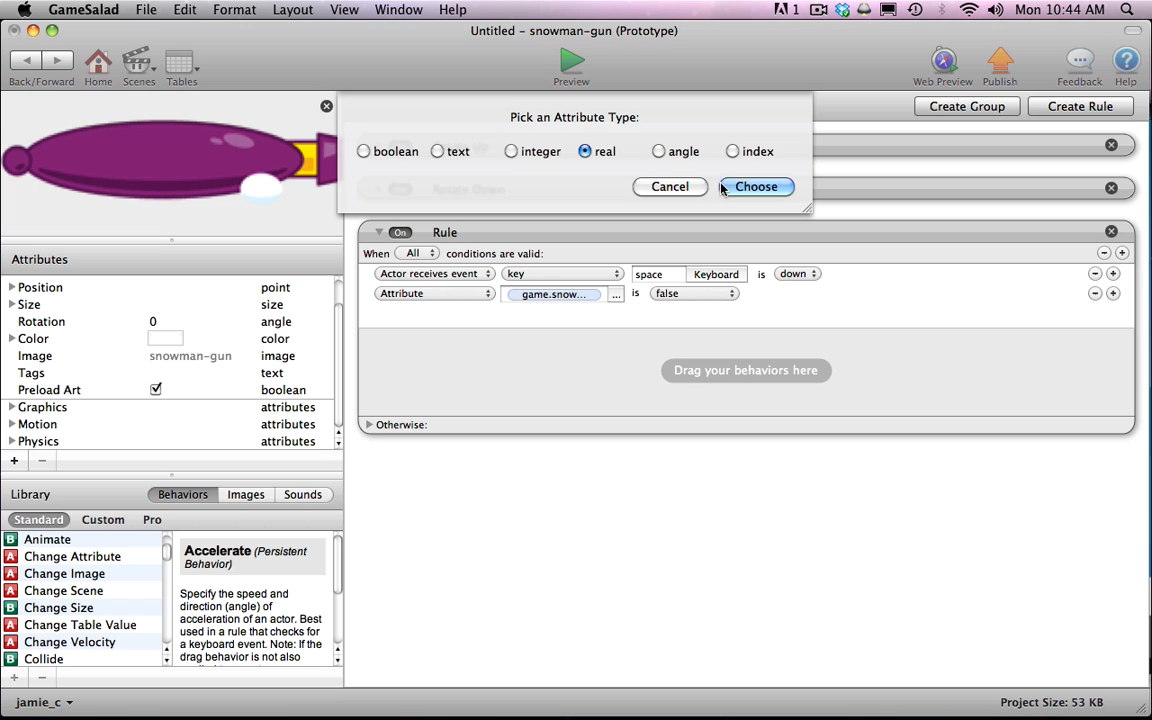 GameSalad File Edit Format Layout View Window Help
1 Mon 10:44 AM
Untitled – snowman-gun (Prototype)
Back/Forward Home Scenes Tables Preview Web Preview Publish Feedback Help
Create Group Create Rule
Pick an Attribute Type:
boolean text integer real angle index
Cancel Choose
On Rotate Down
On Rule
When All conditions are valid:
Actor receives event key space Keyboard is down
Attribute game.snow... ... is false
Drag your behaviors here
Otherwise:
Attributes
Position point
Size size
Rotation 0 angle
Color color
Image snowman-gun image
Tags text
Preload Art boolean
Graphics attributes
Motion attributes
Physics attributes
+ −
Library Behaviors Images Sounds
Standard Custom Pro
B Animate
A Change Attribute
A Change Image
A Change Scene
B Change Size
A Change Table Value
A Change Velocity
B Collide
Accelerate (Persistent
Behavior)
Specify the speed and
direction (angle) of
acceleration of an actor. Best
used in a rule that checks for
a keyboard event. Note: If the
drag behavior is not also
+ −
jamie_c Project Size: 53 KB